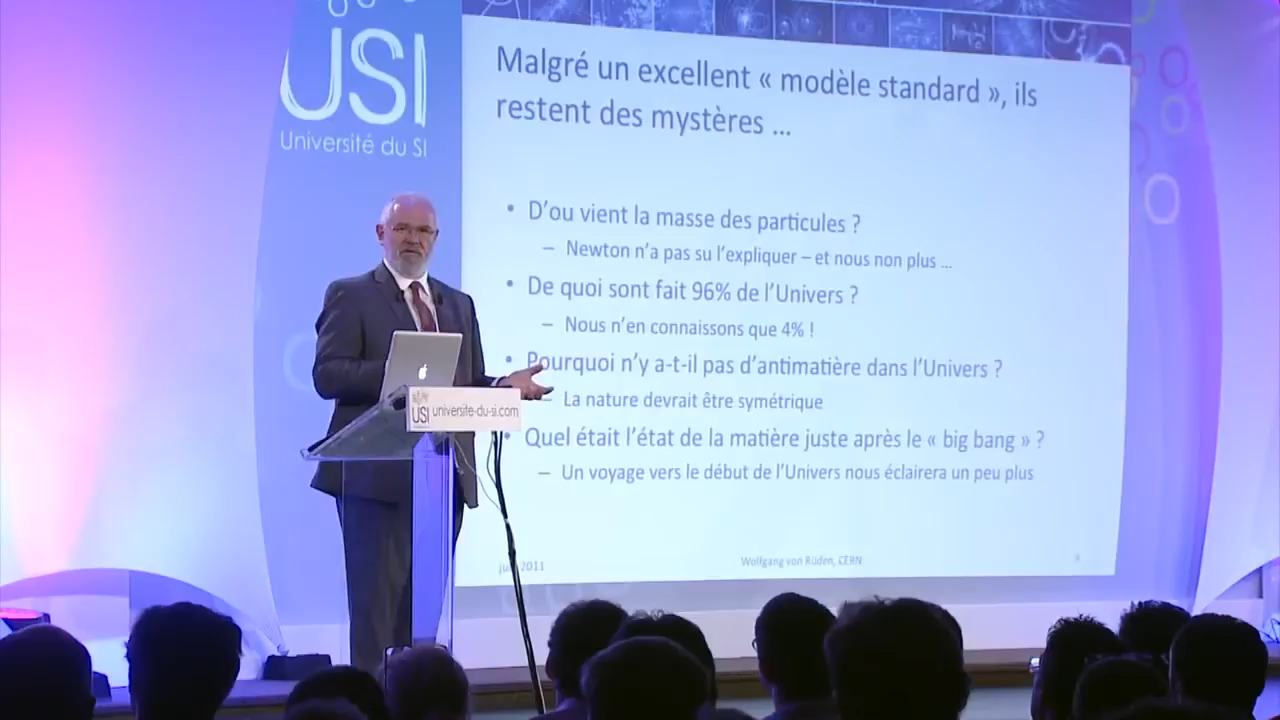 USI
Université du SI
Malgré un excellent « modèle standard », ils
restent des mystères ...
• D'ou vient la masse des particules ?
– Newton n'a pas su l'expliquer – et nous non plus ...
• De quoi sont fait 96% de l'Univers ?
– Nous n'en connaissons que 4% !
• Pourquoi n'y a-t-il pas d'antimatière dans l'Univers ?
– La nature devrait être symétrique
• Quel était l'état de la matière juste après le « big bang » ?
– Un voyage vers le début de l'Univers nous éclairera un peu plus
2011
Wolfgang von Rüden, CERN
USI universite-du-si.com